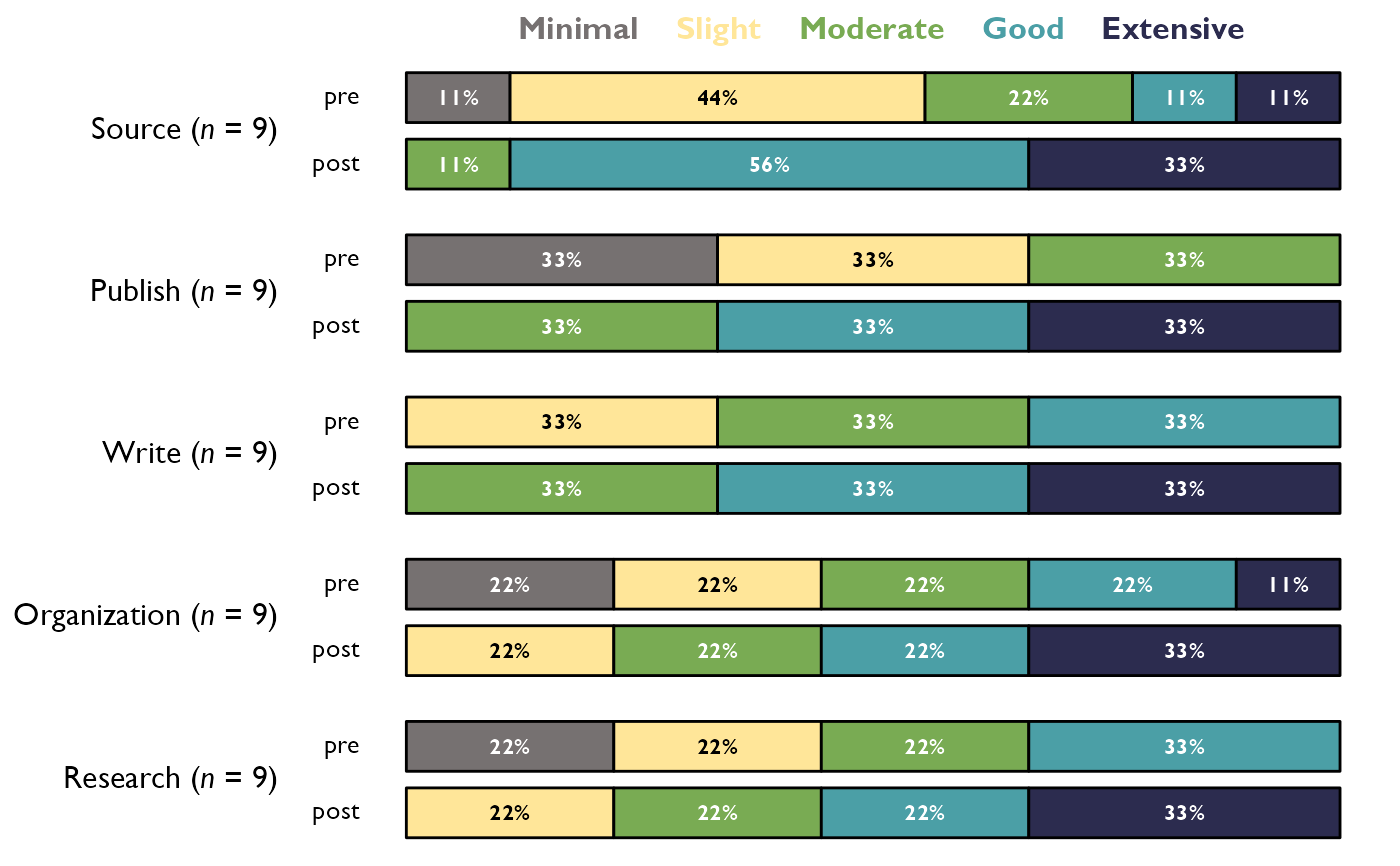 Minimal Slight Moderate Good Extensive
Source (n = 9)
pre 11% 44% 22% 11% 11%
post 11% 56% 33%
Publish (n = 9)
pre 33% 33% 33%
post 33% 33% 33%
Write (n = 9)
pre 33% 33% 33%
post 33% 33% 33%
Organization (n = 9)
pre 22% 22% 22% 22% 11%
post 22% 22% 22% 33%
Research (n = 9)
pre 22% 22% 22% 33%
post 22% 22% 22% 33%